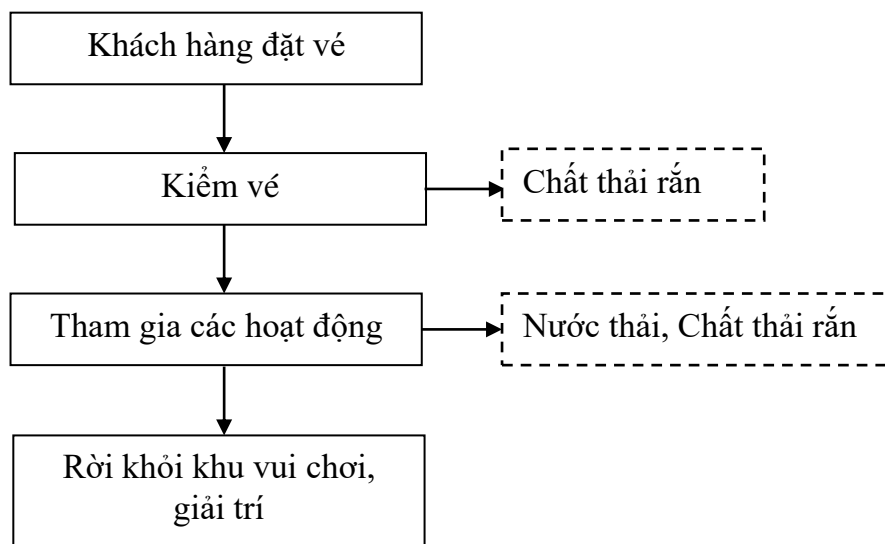 Khách hàng đặt vé
Kiểm vé
Chất thải rắn
Tham gia các hoạt động
Nước thải, Chất thải rắn
Rời khỏi khu vui chơi,
giải trí